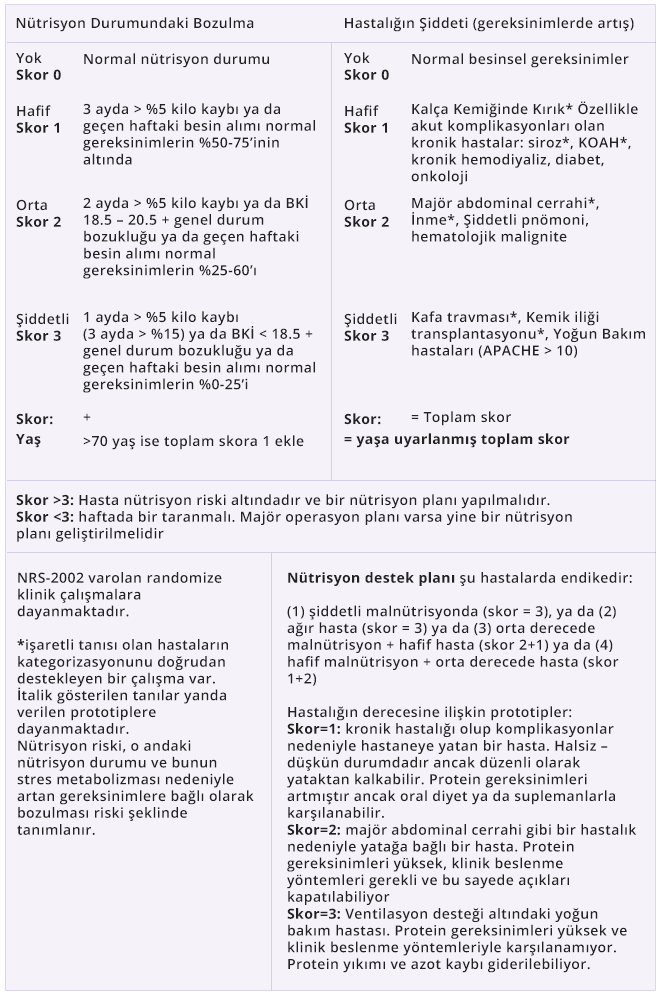 Nütrisyon Durumundaki Bozulma
Hastalığın Şiddeti (gereksinimlerde artış)
Yok
Skor 0
Normal nütrisyon durumu
Yok
Skor 0
Normal besinsel gereksinimler
Hafif
Skor 1
3 ayda > %5 kilo kaybı ya da
geçen haftaki besin alımı normal
gereksinimlerin %50-75’inin
altında
Hafif
Skor 1
Kalça Kemiğinde Kırık* Özellikle
akut komplikasyonları olan
kronik hastalar: siroz*, KOAH*,
kronik hemodiyaliz, diabet,
onkoloji
Orta
Skor 2
2 ayda > %5 kilo kaybı ya da BKİ
18.5 – 20.5 + genel durum
bozukluğu ya da geçen haftaki
besin alımı normal
gereksinimlerin %25-60’ı
Orta
Skor 2
Majör abdominal cerrahi*,
İnme*, Şiddetli pnömoni,
hematolojik malignite
Şiddetli
Skor 3
1 ayda > %5 kilo kaybı
(3 ayda > %15) ya da BKİ < 18.5 +
genel durum bozukluğu ya da
geçen haftaki besin alımı normal
gereksinimlerin %0-25’i
Şiddetli
Skor 3
Kafa travması*, Kemik iliği
transplantasyonu*, Yoğun Bakım
hastaları (APACHE > 10)
Skor: +
Skor: = Toplam skor
Yaş >70 yaş ise toplam skora 1 ekle
= yaşa uyarlanmış toplam skor
Skor >3: Hasta nütrisyon riski altındadır ve bir nütrisyon planı yapılmalıdır.
Skor <3: haftada bir taranmalı. Majör operasyon planı varsa yine bir nütrisyon
planı geliştirilmelidir
NRS-2002 varolan randomize
klinik çalışmalara
dayanmaktadır.
*işaretli tanısı olan hastaların
kategorizasyonunu doğrudan
destekleyen bir çalışma var.
İtalik gösterilen tanılar yanda
verilen prototiplere
dayanmaktadır.
Nütrisyon riski, o andaki
nütrisyon durumu ve bunun
stres metabolizması nedeniyle
artan gereksinimlere bağlı olarak
bozulması riski şeklinde
tanımlanır.
Nütrisyon destek planı şu hastalarda endikedir:
(1) şiddetli malnütrisyonda (skor = 3), ya da (2)
ağır hasta (skor = 3) ya da (3) orta derecede
malnütrisyon + hafif hasta (skor 2+1) ya da (4)
hafif malnütrisyon + orta derecede hasta (skor
1+2)
Hastalığın derecesine ilişkin prototipler:
Skor=1: kronik hastalığı olup komplikasyonlar
nedeniyle hastaneye yatan bir hasta. Halsiz –
düşkün durumdadır ancak düzenli olarak
yataktan kalkabilir. Protein gereksinimleri
artmıştır ancak oral diyet ya da suplemanlarla
karşılanabilir.
Skor=2: majör abdominal cerrahi gibi bir hastalık
nedeniyle yatağa bağlı bir hasta. Protein
gereksinimleri yüksek, klinik beslenme
yöntemleri gerekli ve bu sayede açıkları
kapatılabiliyor
Skor=3: Ventilasyon desteği altındaki yoğun
bakım hastası. Protein gereksinimleri yüksek ve
klinik beslenme yöntemleriyle karşılanamıyor.
Protein yıkımı ve azot kaybı giderilebiliyor.